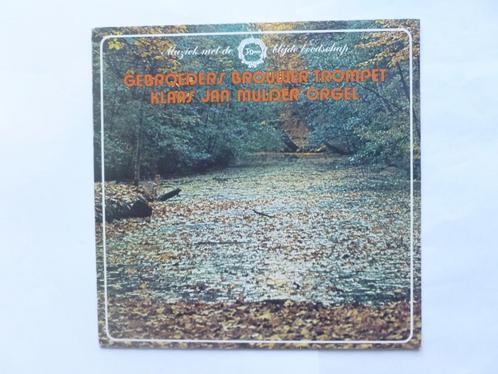 Muziek met de blijde boodschap
GEBROEDERS BROUWER TROMPET
KLAAS JAN MULDER ORGEL